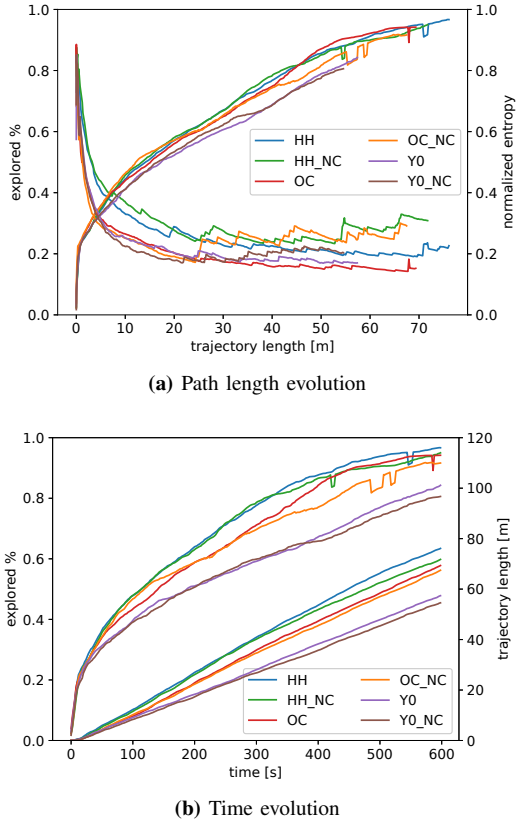 1.0
0.8
0.6
0.4
0.2
0.0
explored %
1.0
0.8
0.6
0.4
0.2
0.0
normalized entropy
HH
HH_NC
OC
OC_NC
Y0
Y0_NC
0 10 20 30 40 50 60 70
trajectory length [m]
(a) Path length evolution
1.0
0.8
0.6
0.4
0.2
0.0
explored %
120
100
80
60
40
20
0
trajectory length [m]
HH
HH_NC
OC
OC_NC
Y0
Y0_NC
0 100 200 300 400 500 600
time [s]
(b) Time evolution